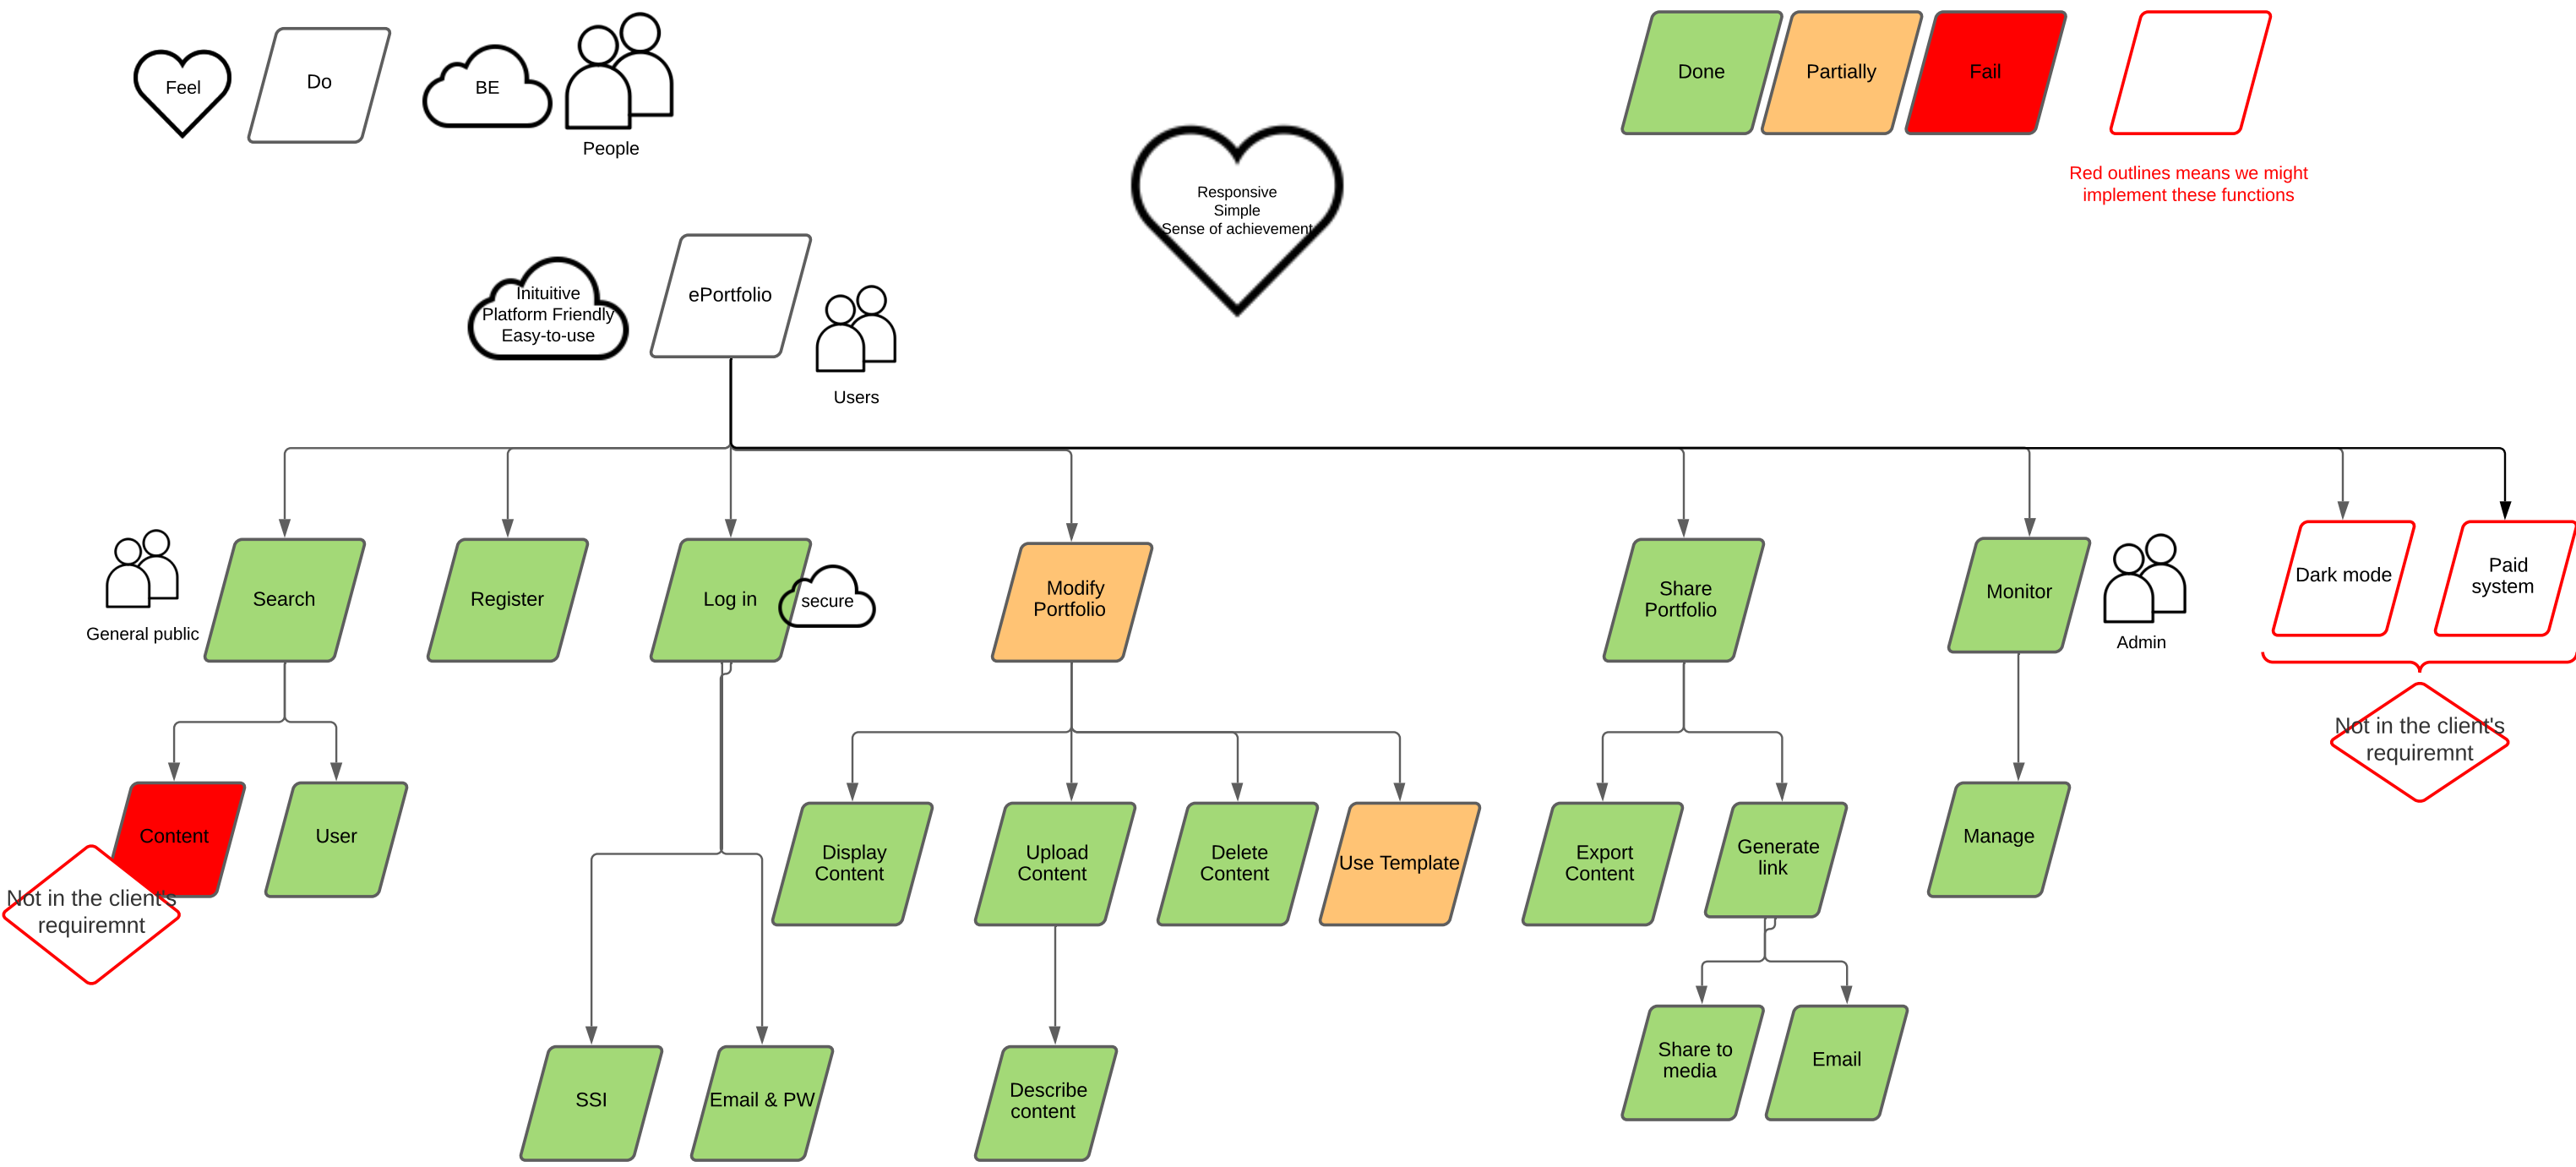 Feel
Do
BE
People
Done
Partially
Fail
Red outlines means we might
implement these functions
Responsive
Simple
Sense of achievement
Inituitive
Platform Friendly
Easy-to-use
ePortfolio
Users
General public
Search
Register
Log in
secure
Modify
Portfolio
Share
Portfolio
Monitor
Admin
Dark mode
Paid
system
Not in the client's
requiremnt
Content
User
Not in the client's
requiremnt
Display
Content
Upload
Content
Delete
Content
Use Template
Export
Content
Generate
link
Manage
SSI
Email & PW
Describe
content
Share to
media
Email